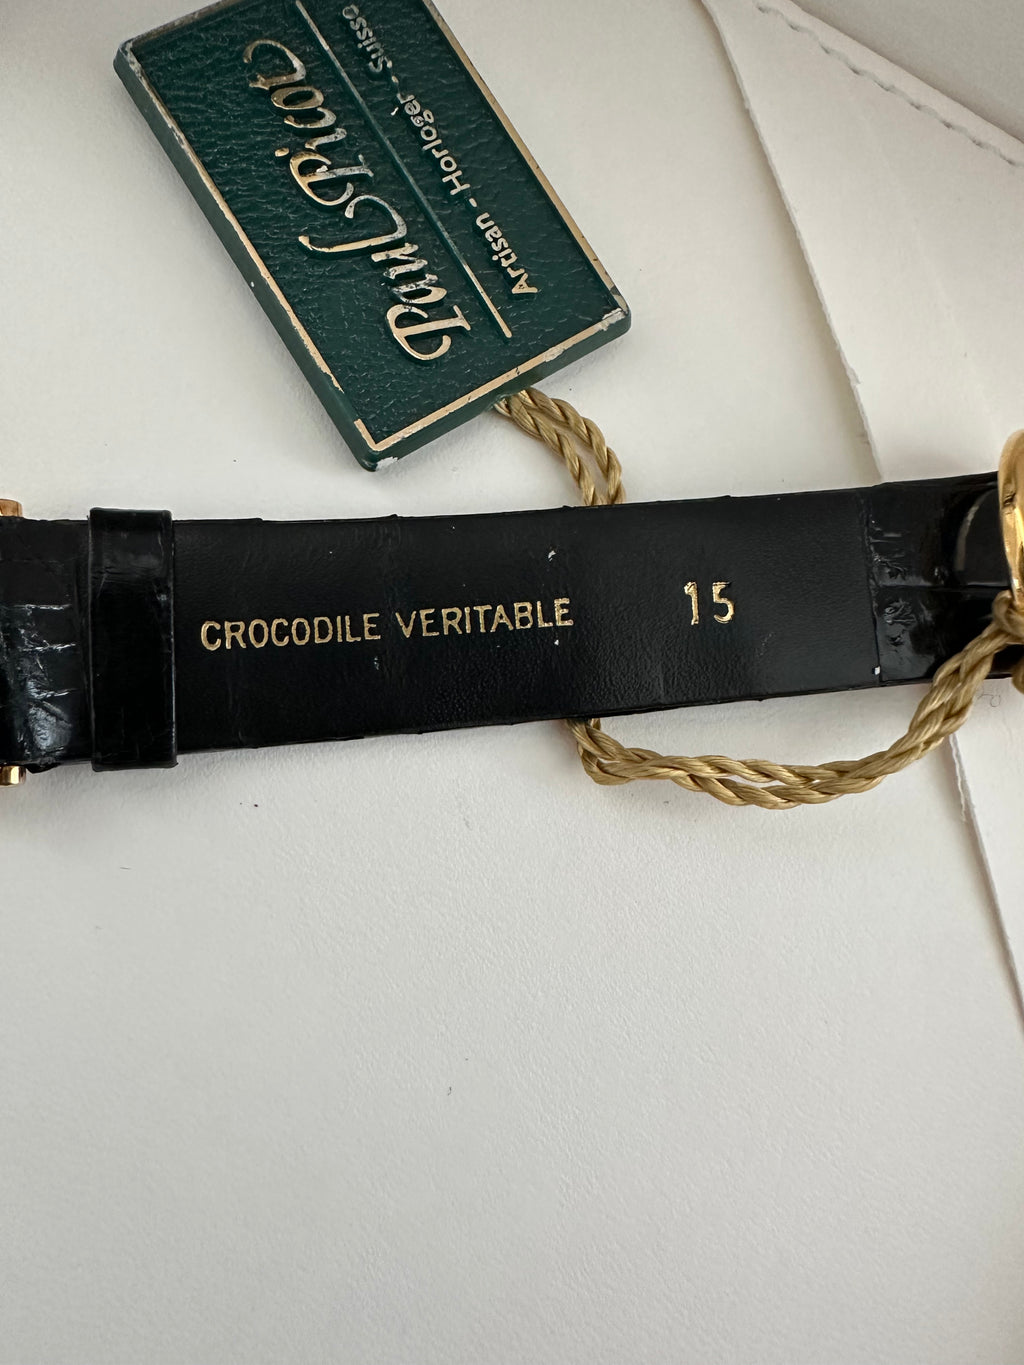 Paul Picot
Artisan - Horloger - Suisse
CROCODILE VERITABLE 15